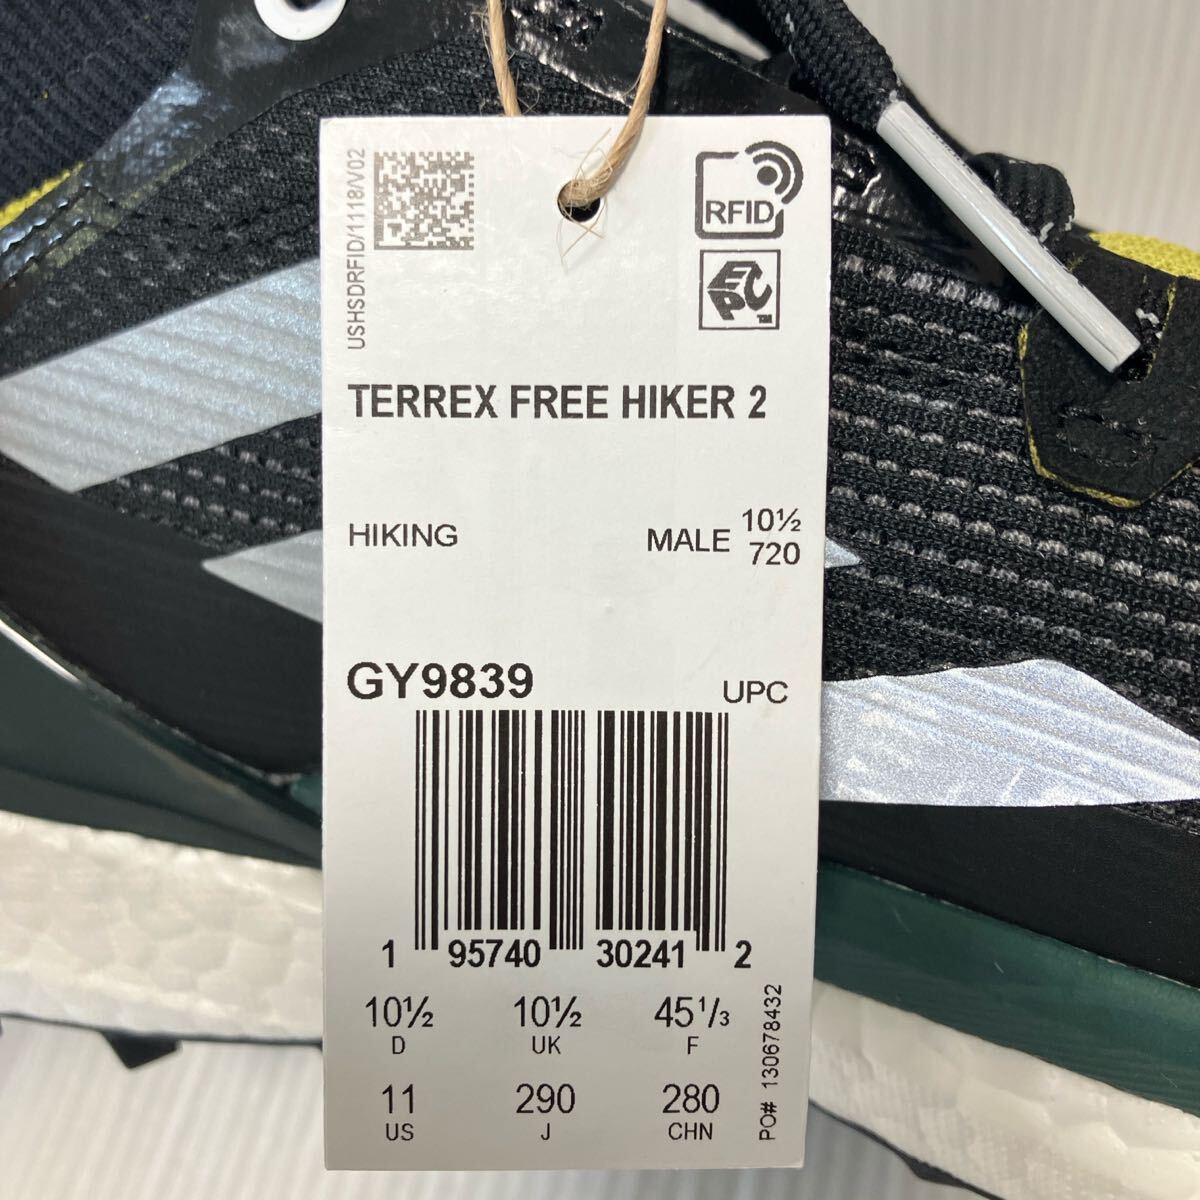 USHSDRFID/1118/V02
RFID
EPC™
TERREX FREE HIKER 2
HIKING
MALE 10½
720
GY9839
UPC
1 95740 30241 2
10½ 10½ 45⅓
D UK F
11 290 280
US J CHN
PO# 130678432